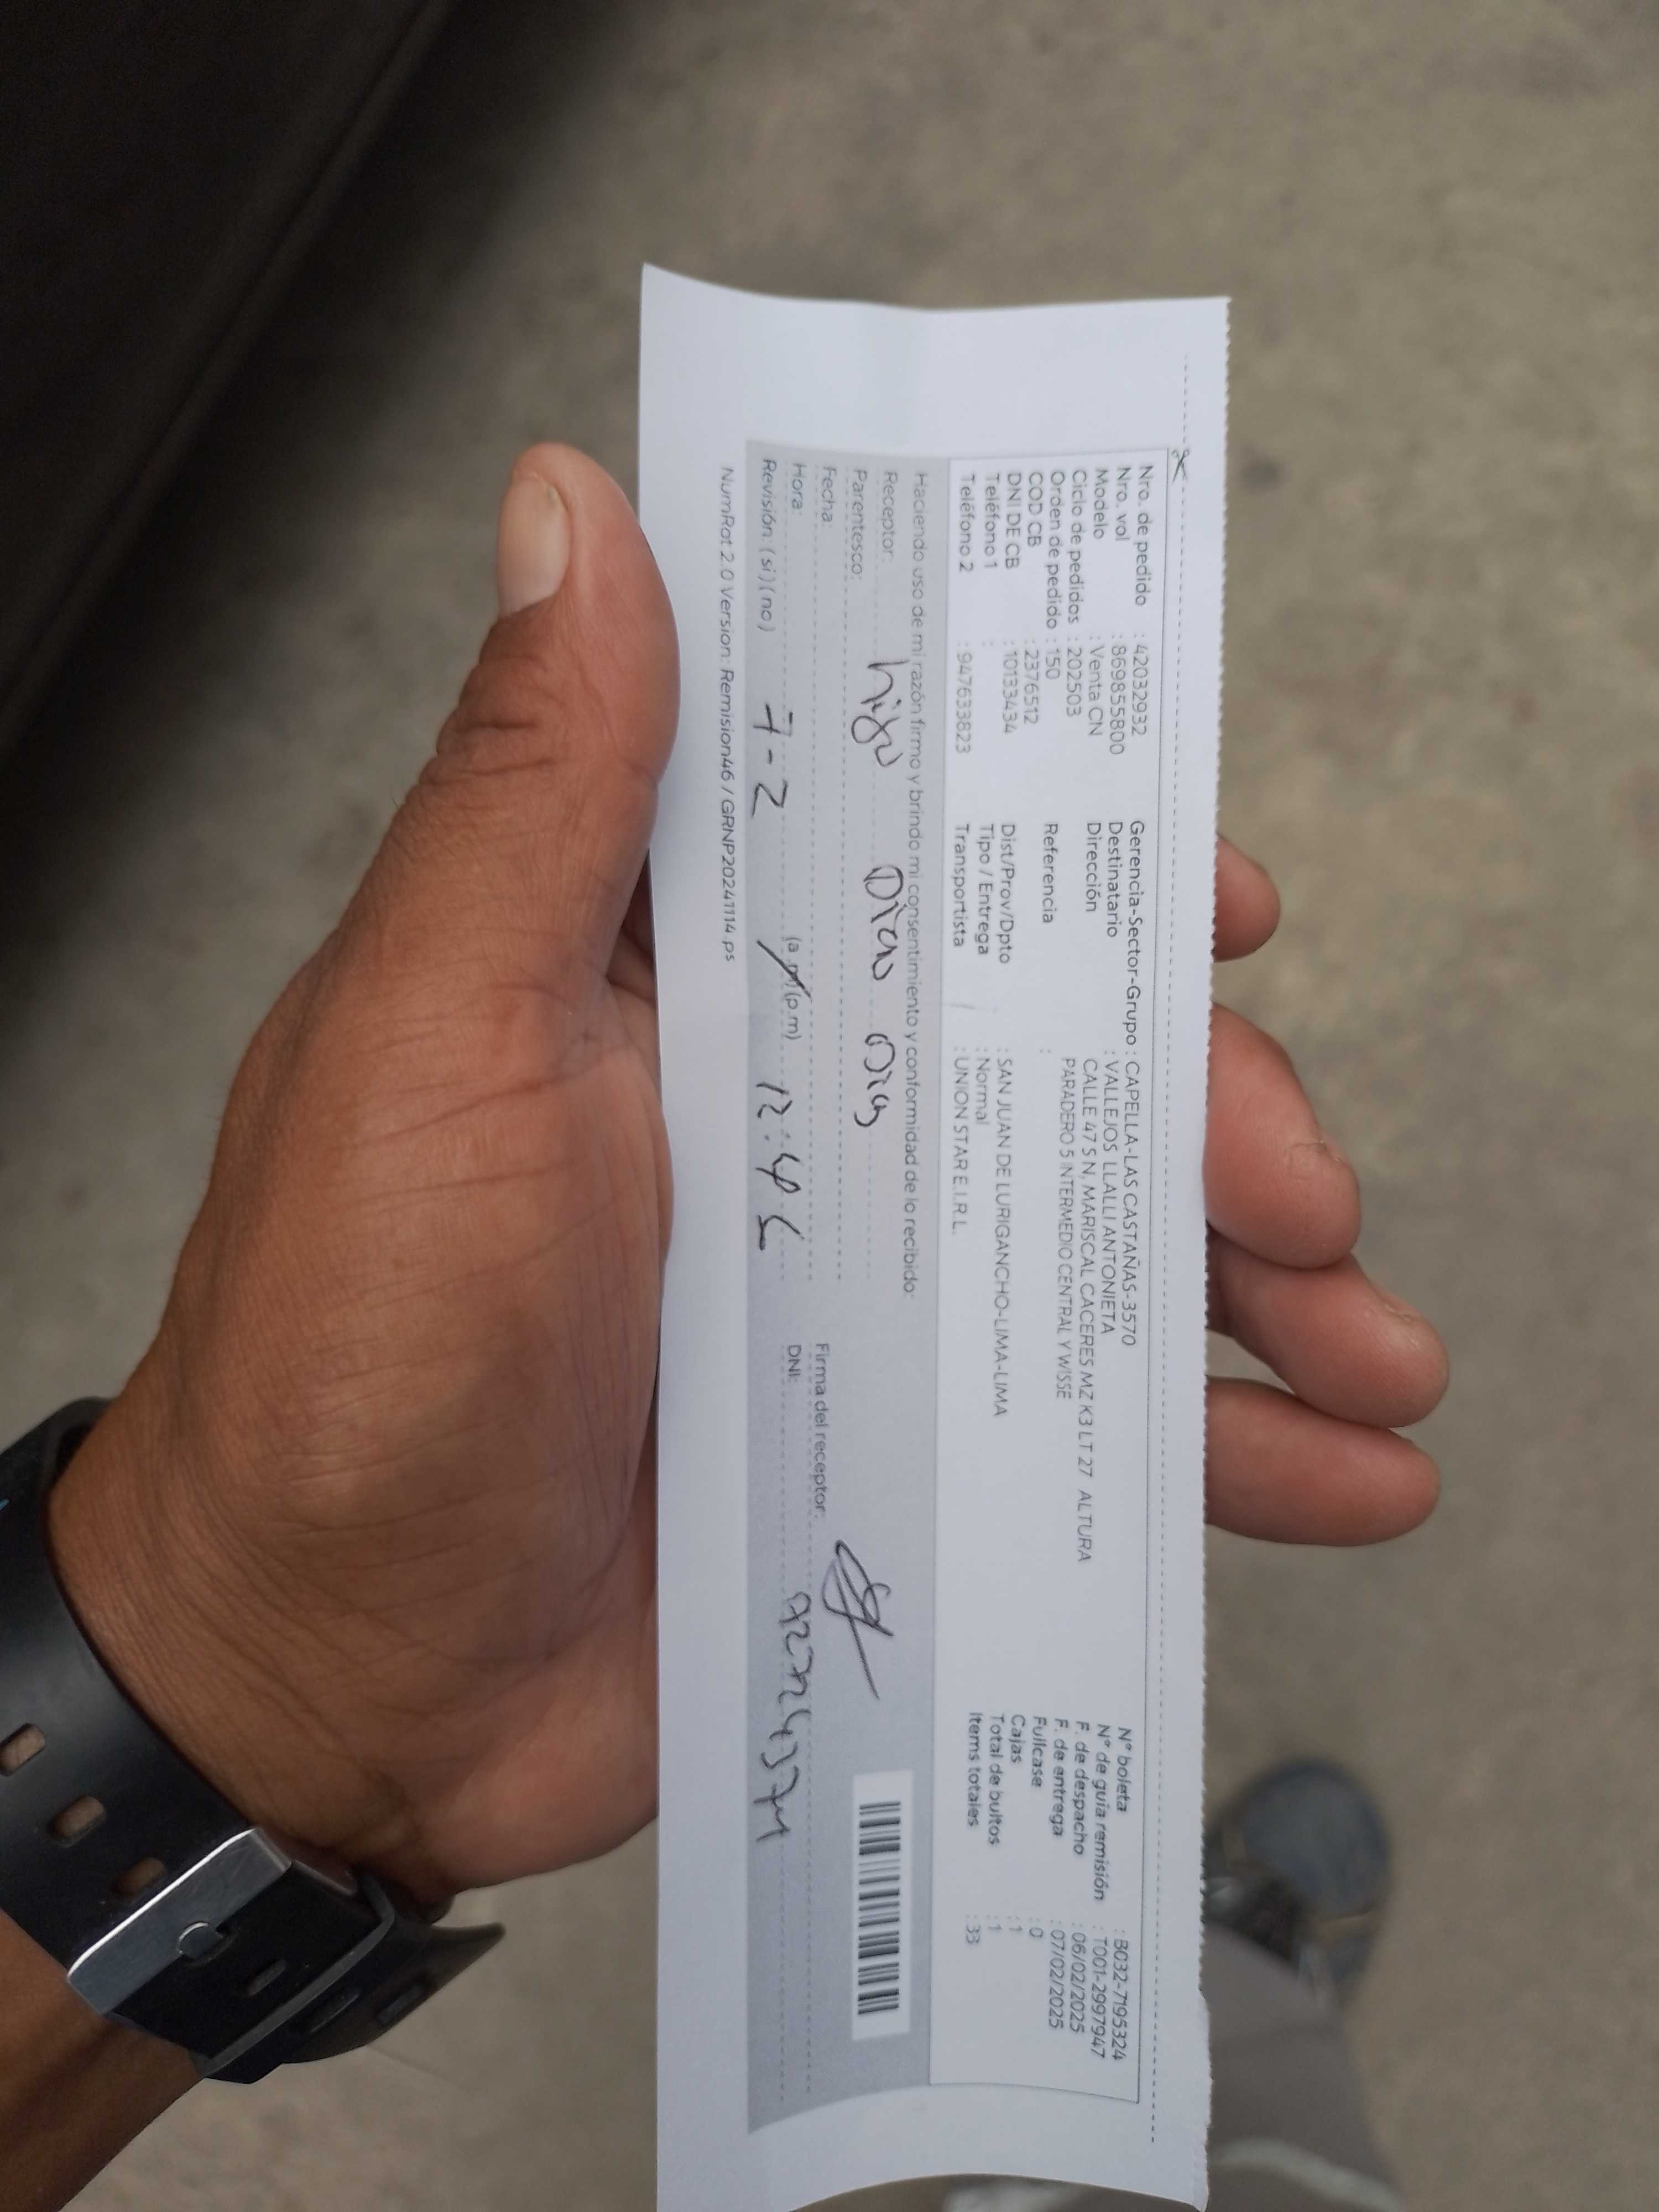 Nro. de pedido : 42032932
Nro. vol : 869855800
Modelo : Venta CN
Ciclo de pedidos : 202503
Orden de pedido : 150
COD CB : 2376512
DNI DE CB : 10133434
Teléfono 1 :
Teléfono 2 : 947633823
Gerencia-Sector-Grupo : CAPELLA-LAS CASTAÑAS-3570
Destinatario : VALLEJOS LLALLI ANTONIETA
Dirección CALLE 47 S N, MARISCAL CACERES MZ K3 LT 27 ALTURA
PARADERO 5 INTERMEDIO CENTRAL Y WISSE
Referencia :
Dist/Prov/Dpto : SAN JUAN DE LURIGANCHO-LIMA-LIMA
Tipo / Entrega : Normal
Transportista : UNION STAR E.I.R.L.
N° boleta : B032-7195324
N° de guía remisión : T001-2997947
F. de despacho : 06/02/2025
F. de entrega : 07/02/2025
Fullcase : 0
Cajas : 1
Total de bultos : 1
Items totales : 33
Haciendo uso de mi razón firmo y brindo mi consentimiento y conformidad de lo recibido:
Receptor:
Parentesco:
Fecha:
Hora: (a.m)(p.m)
Revisión: (si)(no) 7-2
Firma del receptor:
DNI:
NumRot 2.0 Version: Remision46 / GRNP20241114.ps